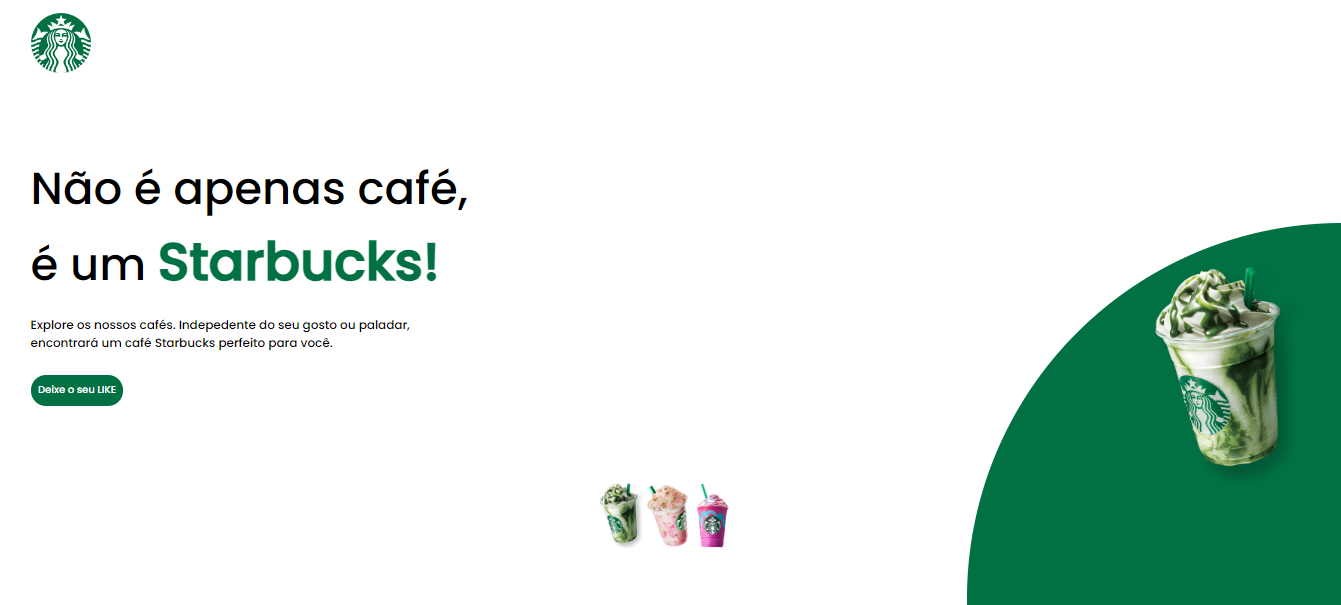 Não é apenas café,
é um Starbucks!
Explore os nossos cafés. Indepedente do seu gosto ou paladar,
encontrará um café Starbucks perfeito para você.
Deixe o seu LIKE